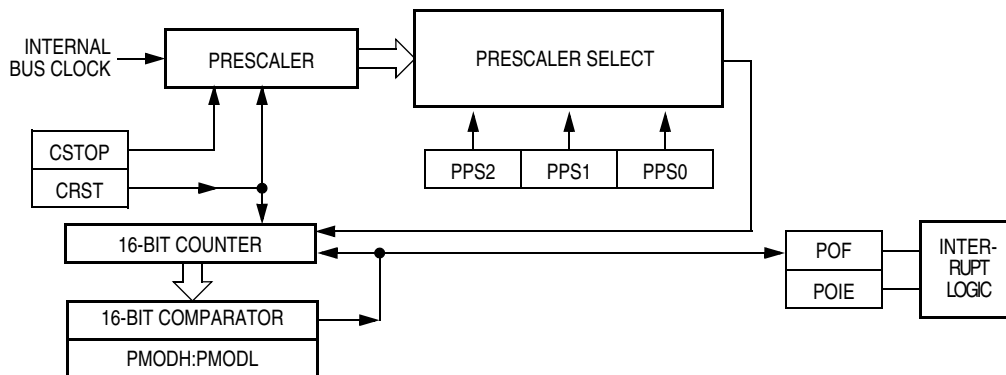 INTERNAL
BUS CLOCK
PRESCALER
PRESCALER SELECT
CSTOP
CRST
PPS2
PPS1
PPS0
16-BIT COUNTER
16-BIT COMPARATOR
PMODH:PMODL
POF
POIE
INTER-
RUPT
LOGIC